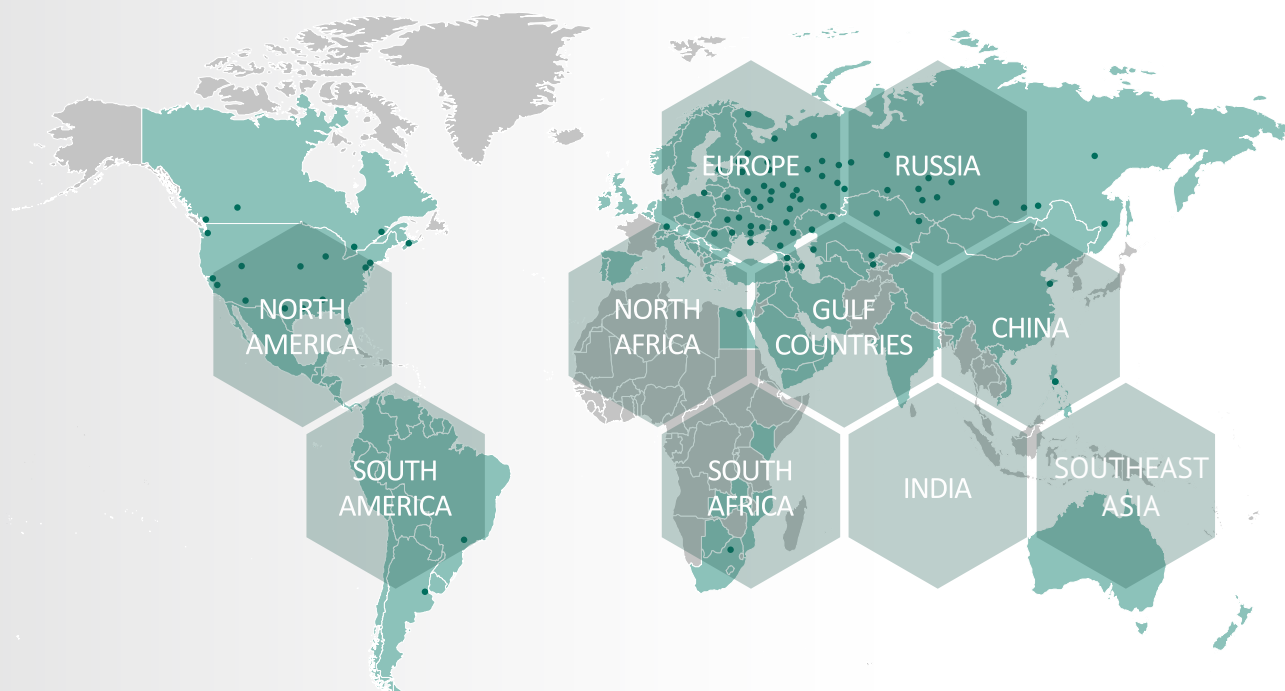 EUROPE
RUSSIA
NORTH
AMERICA
NORTH
AFRICA
GULF
COUNTRIES
CHINA
SOUTH
AMERICA
SOUTH
AFRICA
INDIA
SOUTHEAST
ASIA